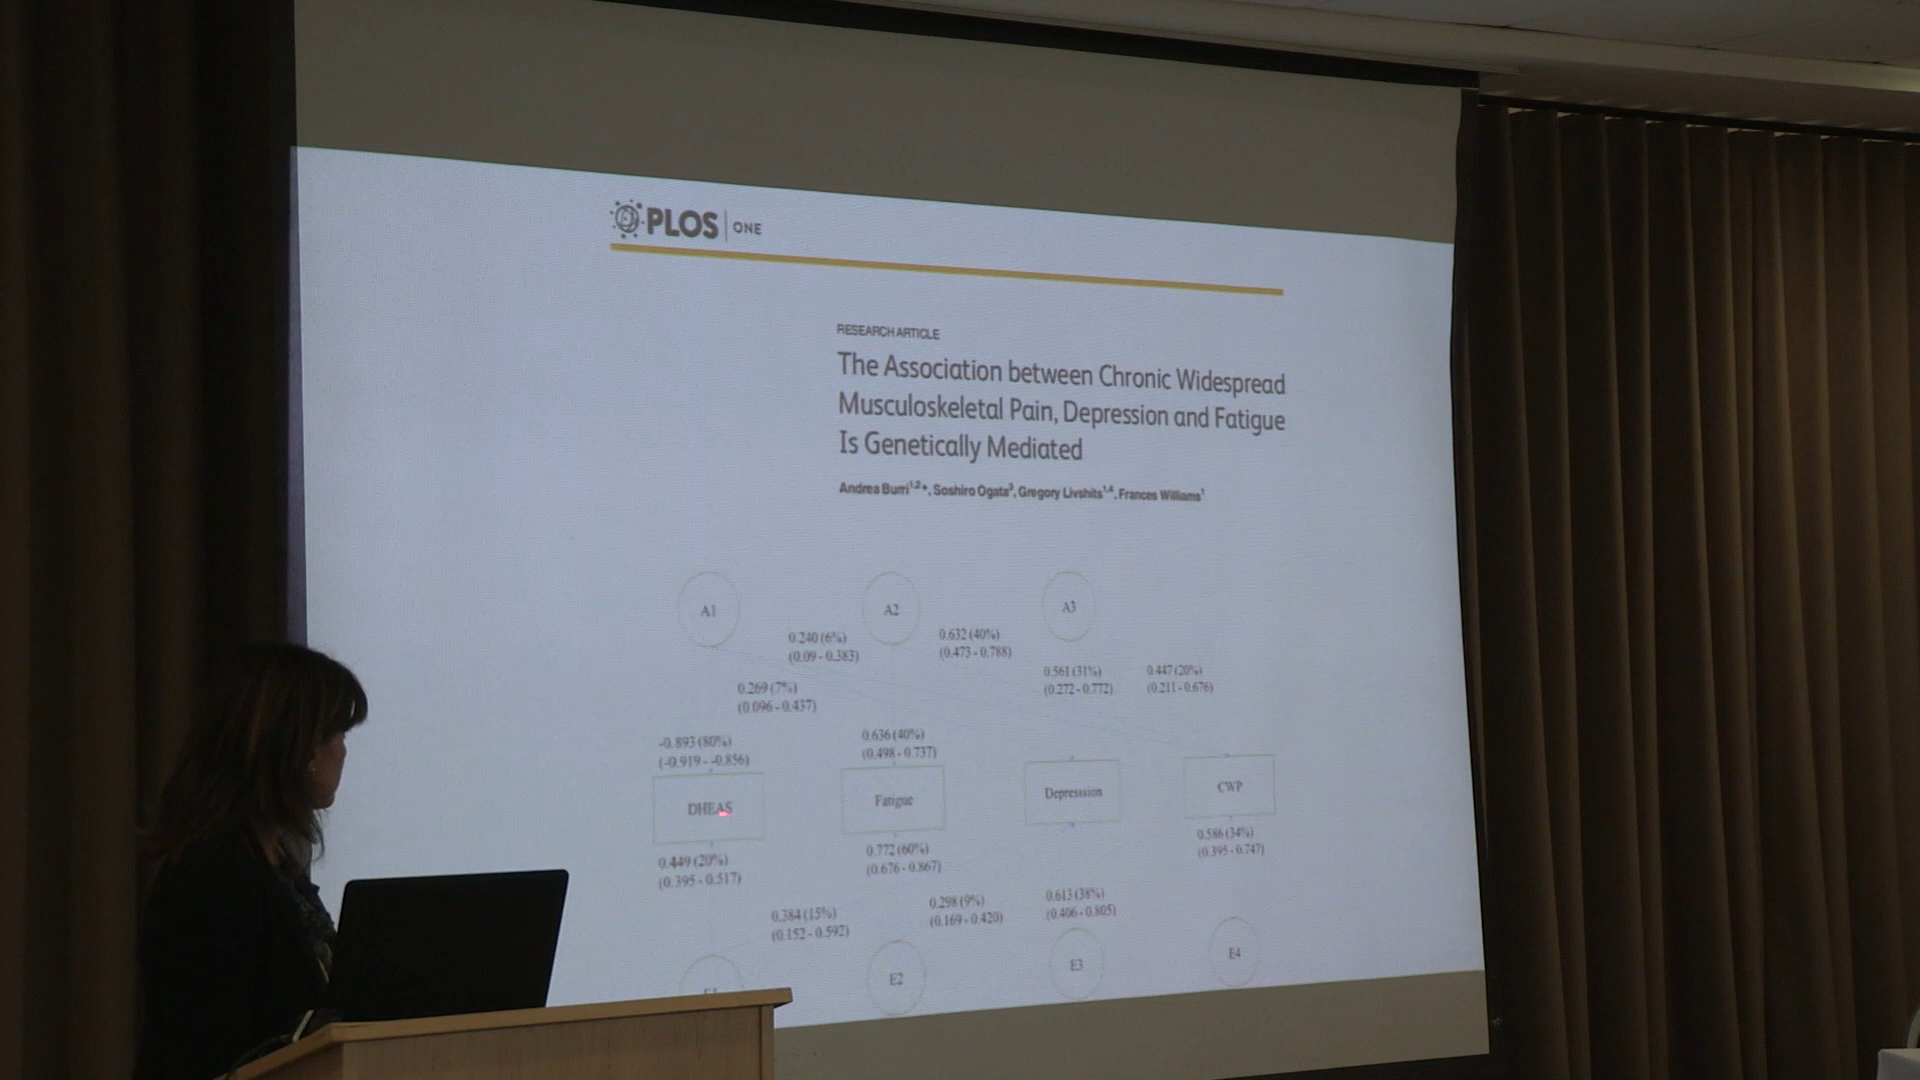 PLOS | ONE
RESEARCH ARTICLE
The Association between Chronic Widespread
Musculoskeletal Pain, Depression and Fatigue
Is Genetically Mediated
Andrea Burri1,2*, Soshiro Ogata3, Gregory Livshits1,4, Frances Williams1
A1
A2
A3
0.240 (6%)
(0.09 - 0.383)
0.632 (40%)
(0.473 - 0.788)
0.561 (31%)
(0.272 - 0.772)
0.447 (20%)
(0.211 - 0.676)
0.269 (7%)
(0.096 - 0.437)
-0.893 (80%)
(-0.919 - -0.856)
0.636 (40%)
(0.498 - 0.737)
DHEAS
Fatigue
Depresssion
CWP
0.449 (20%)
(0.395 - 0.517)
0.772 (60%)
(0.676 - 0.867)
0.586 (34%)
(0.395 - 0.747)
0.384 (15%)
(0.152 - 0.592)
0.298 (9%)
(0.169 - 0.420)
0.613 (38%)
(0.406 - 0.805)
E2
E3
E4